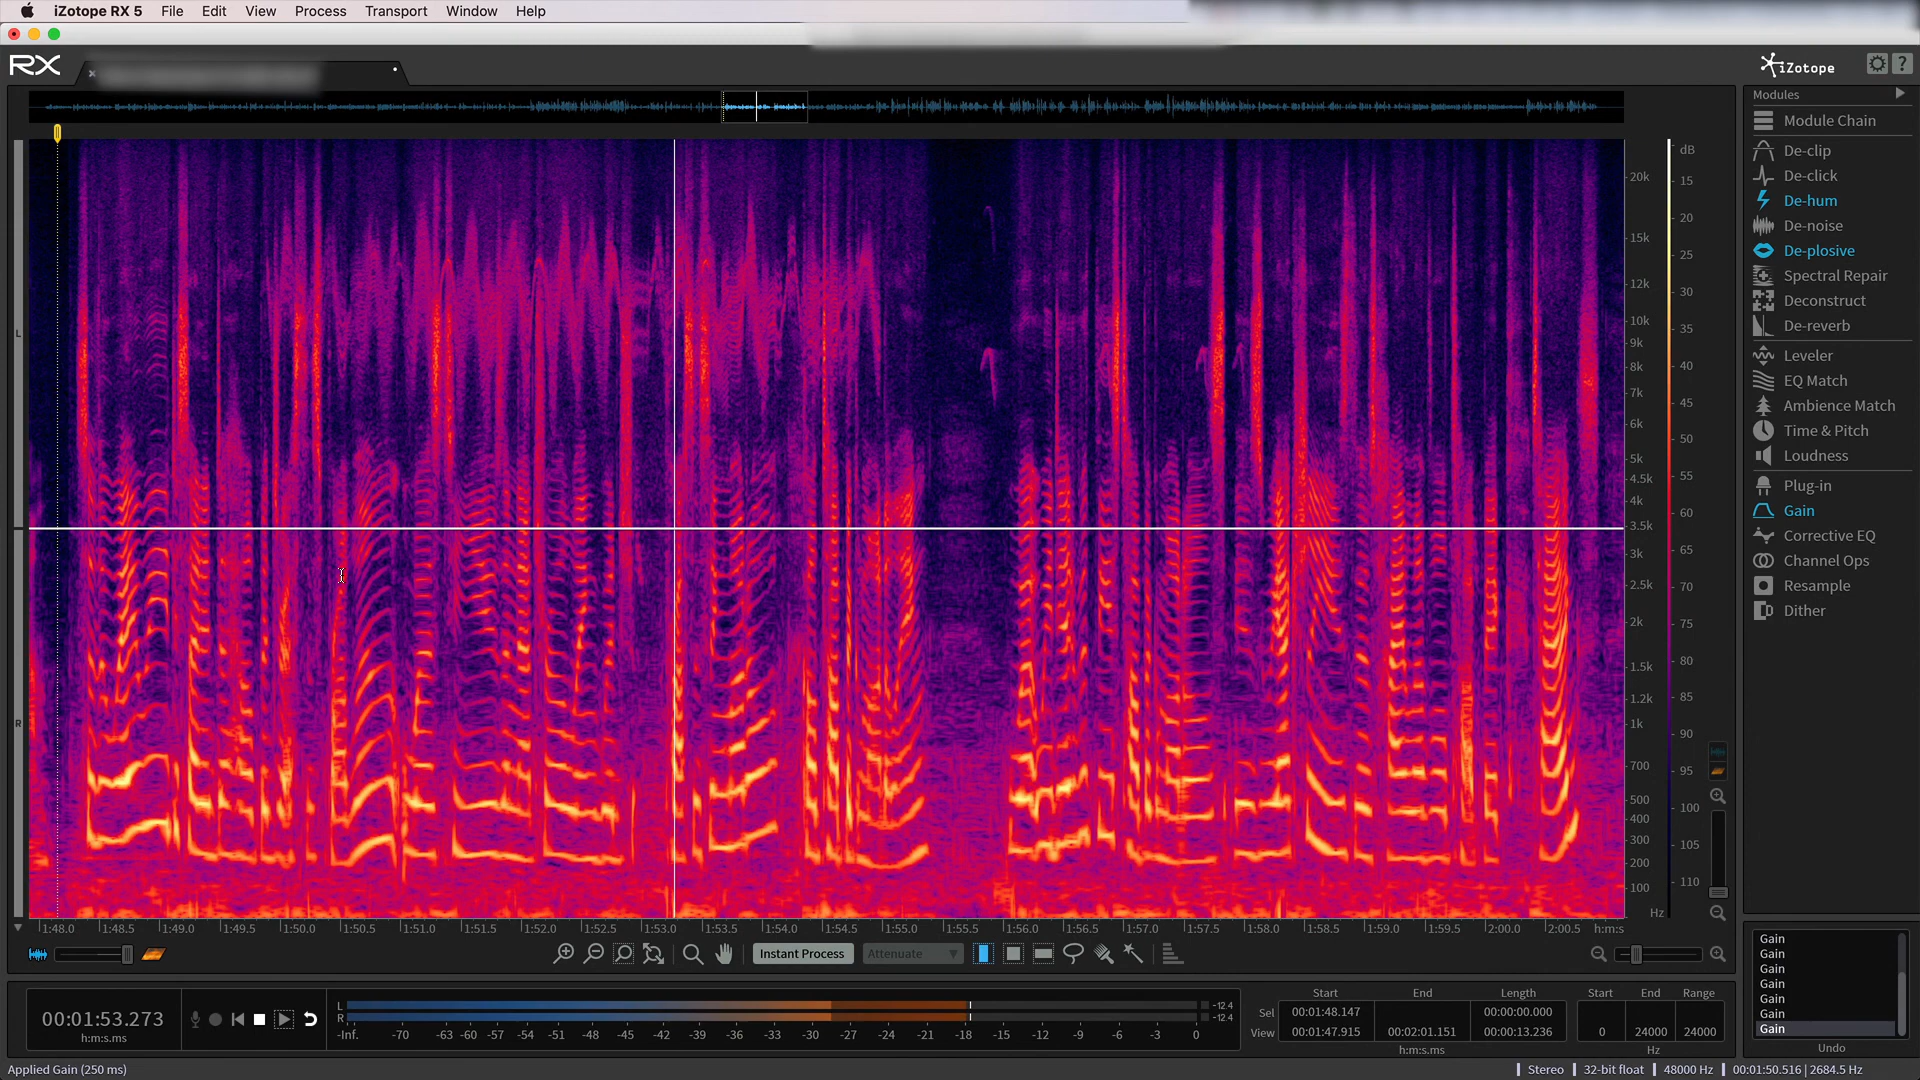 iZotope RX 5 File Edit View Process Transport Window Help
RX
iZotope ?
Modules
Module Chain
De-clip
De-click
De-hum
De-noise
De-plosive
Spectral Repair
Deconstruct
De-reverb
Leveler
EQ Match
Ambience Match
Time & Pitch
Loudness
Plug-in
Gain
Corrective EQ
Channel Ops
Resample
Dither
L
R
20k
15k
12k
10k
9k
8k
7k
6k
5k
4.5k
4k
3.5k
3k
2.5k
2k
1.5k
1.2k
1k
700
500
400
300
200
100
Hz
dB
15
20
25
30
35
40
45
50
55
60
65
70
75
80
85
90
95
100
105
110
1:48.0 1:48.5 1:49.0 1:49.5 1:50.0 1:50.5 1:51.0 1:51.5 1:52.0 1:52.5 1:53.0 1:53.5 1:54.0 1:54.5 1:55.0 1:55.5 1:56.0 1:56.5 1:57.0 1:57.5 1:58.0 1:58.5 1:59.0 1:59.5 2:00.0 2:00.5 h:m:s
Instant Process Attenuate
00:01:53.273
h:m:s.ms
L -12.4
R -12.4
-Inf. -70 -63 -60 -57 -54 -51 -48 -45 -42 -39 -36 -33 -30 -27 -24 -21 -18 -15 -12 -9 -6 -3 0
Start End Length Start End Range
Sel 00:01:48.147 00:00:00.000
View 00:01:47.915 00:02:01.151 00:00:13.236 0 24000 24000
h:m:s.ms Hz
Gain
Gain
Gain
Gain
Gain
Gain
Gain
Undo
Applied Gain (250 ms) Stereo 32-bit float 48000 Hz 00:01:50.516 | 2684.5 Hz